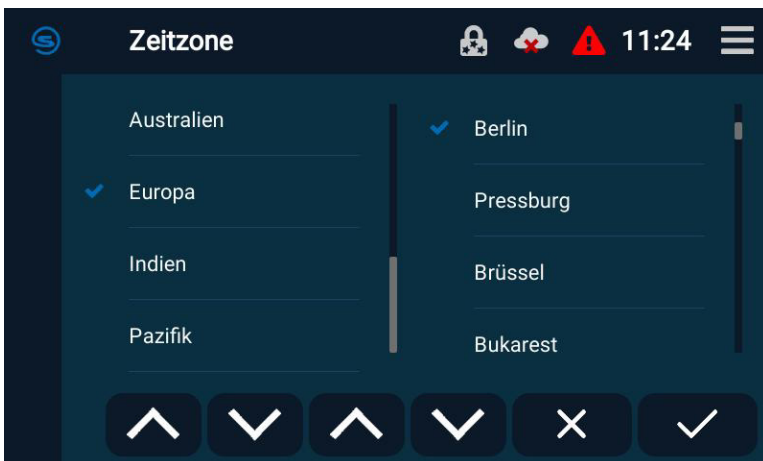 Zeitzone
11:24
Australien
Europa
Indien
Pazifik
Berlin
Pressburg
Brüssel
Bukarest